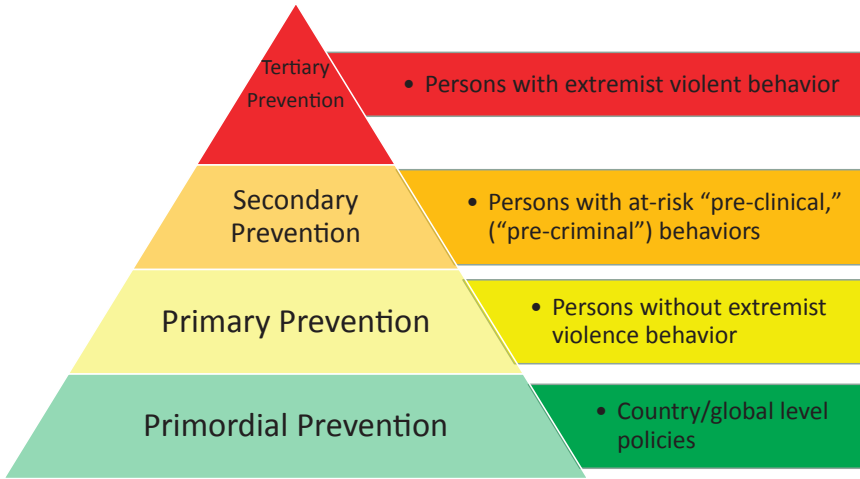 Tertiary
Prevention
• Persons with extremist violent behavior
Secondary
Prevention
• Persons with at-risk “pre-clinical,”
(“pre-criminal”) behaviors
Primary Prevention
• Persons without extremist
violence behavior
Primordial Prevention
• Country/global level
policies